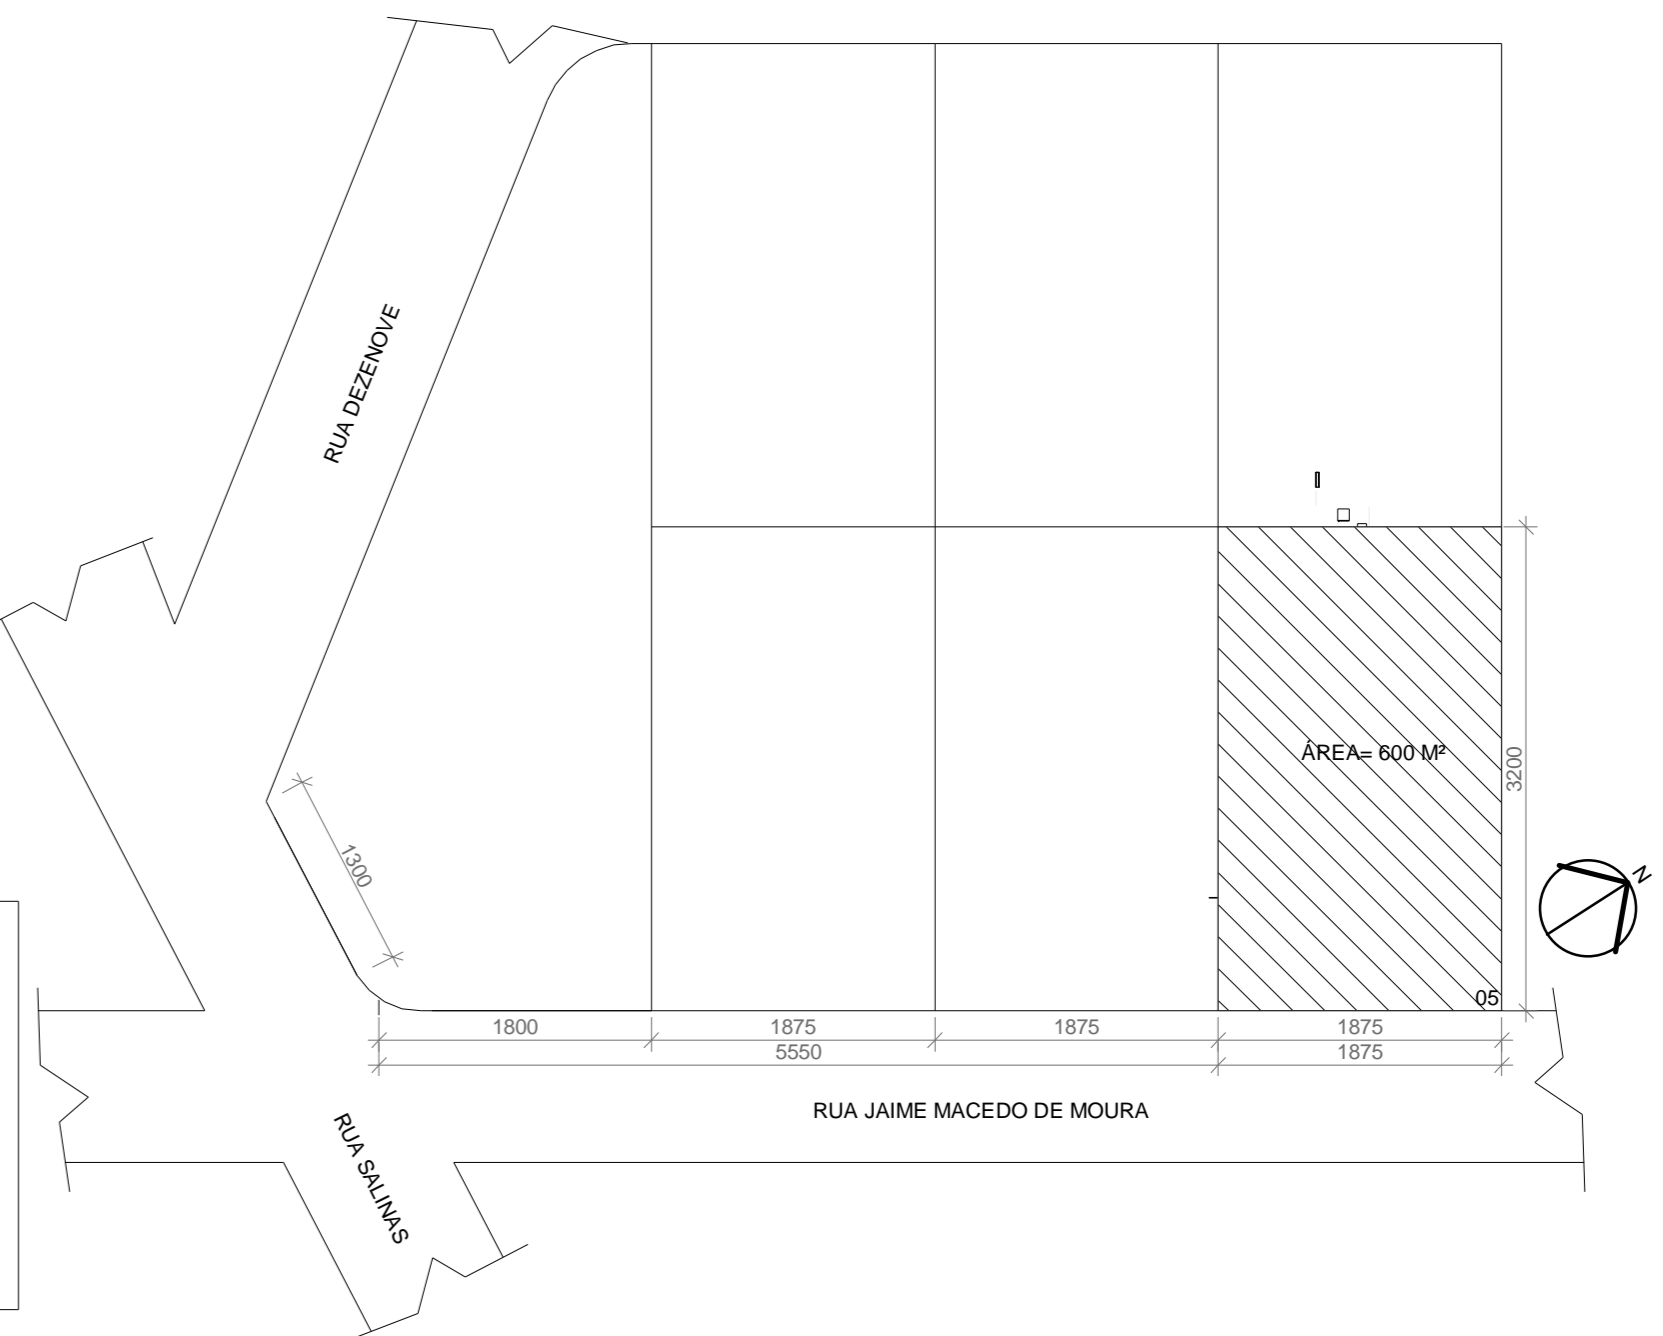 RUA DEZENOVE
ÁREA= 600 M²
3200
1300
N
05
1800
1875
1875
1875
5550
1875
RUA JAIME MACEDO DE MOURA
RUA SALINAS